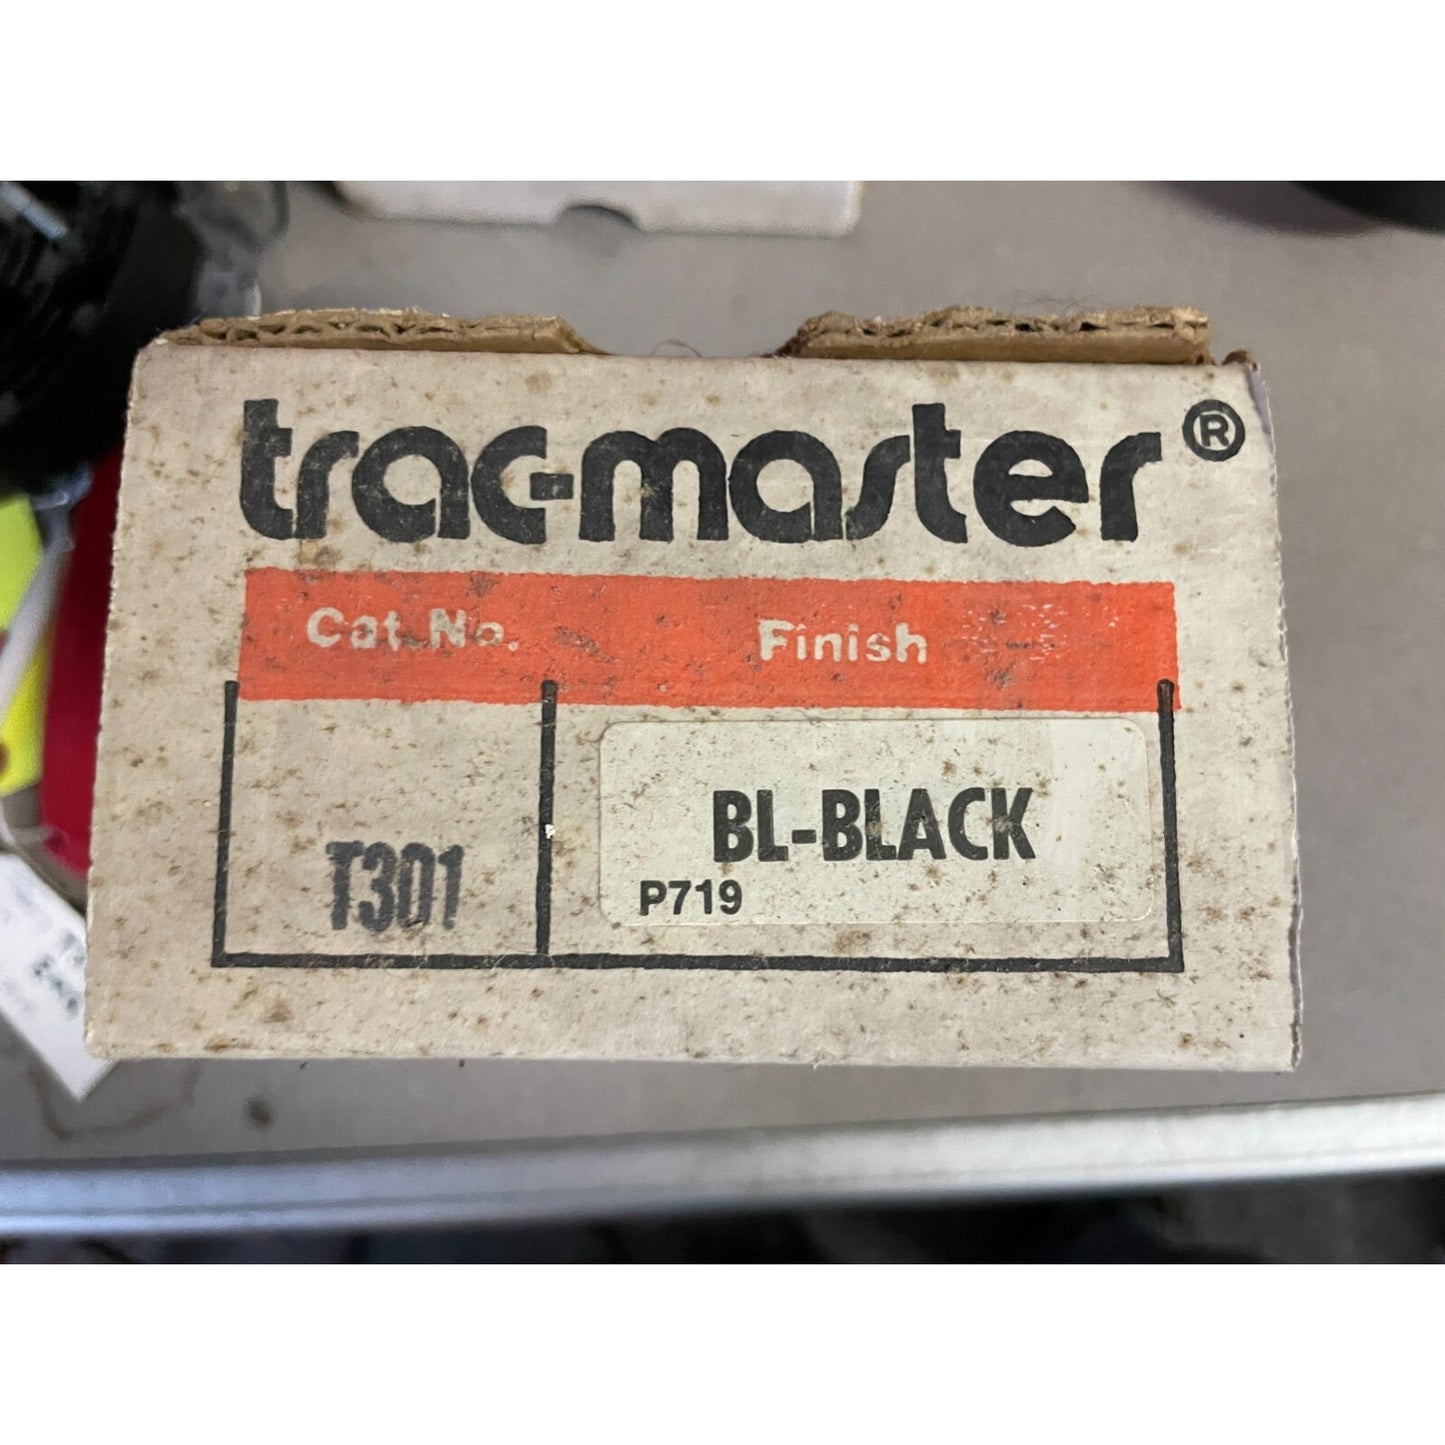 trac-master®
Cat. No. Finish
T301 BL-BLACK
P719